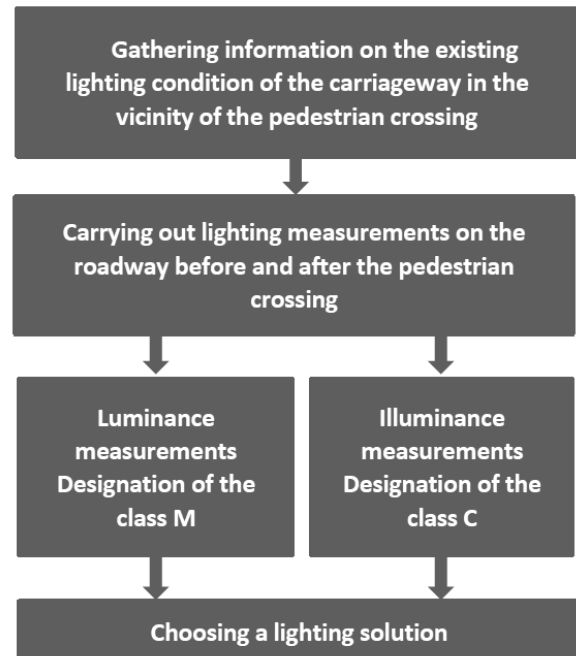 Gathering information on the existing
lighting condition of the carriageway in the
vicinity of the pedestrian crossing
Carrying out lighting measurements on the
roadway before and after the pedestrian
crossing
Luminance
measurements
Designation of the
class M
Illuminance
measurements
Designation of the
class C
Choosing a lighting solution